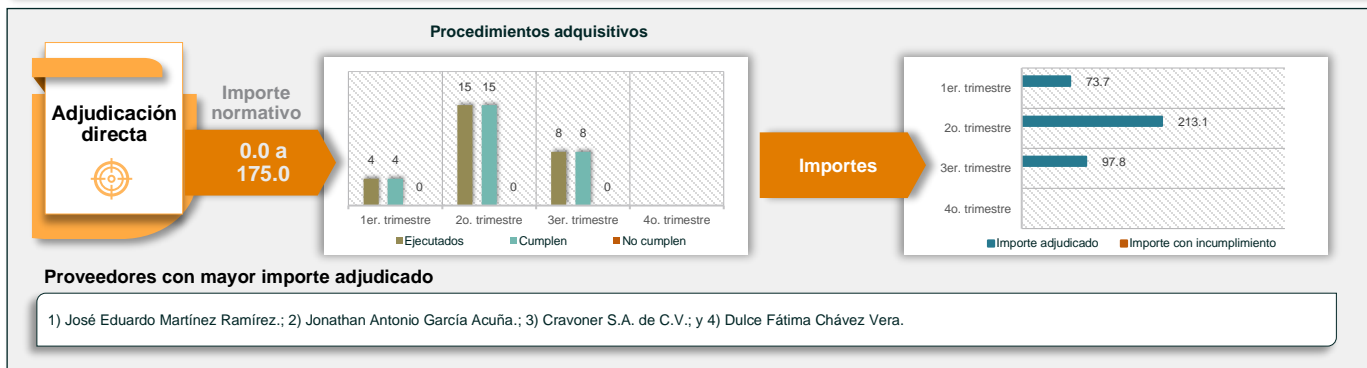 Procedimientos adquisitivos
Adjudicación
directa
Importe
normativo
0.0 a
175.0
4 4 0
15 15 0
8 8 0
1er. trimestre 2o. trimestre 3er. trimestre 4o. trimestre
Ejecutados Cumplen No cumplen
Importes
1er. trimestre 73.7
2o. trimestre 213.1
3er. trimestre 97.8
4o. trimestre
Importe adjudicado Importe con incumplimiento
Proveedores con mayor importe adjudicado
1) José Eduardo Martínez Ramírez.; 2) Jonathan Antonio García Acuña.; 3) Cravoner S.A. de C.V.; y 4) Dulce Fátima Chávez Vera.